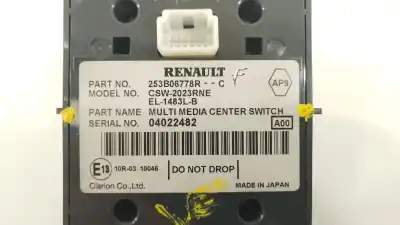 RENAULT
PART NO. 253B06778R - - C
MODEL NO. CSW-2023RNE
EL-1483L-B
AP9
PART NAME MULTI MEDIA CENTER SWITCH
SERIAL NO. 04022482
A00
E13 10R-03 10046
DO NOT DROP
Clarion Co.,Ltd.
MADE IN JAPAN